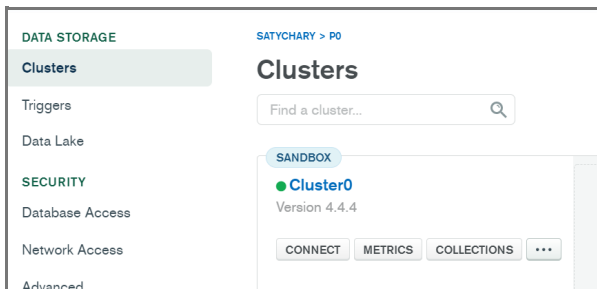 DATA STORAGE
Clusters
Triggers
Data Lake
SECURITY
Database Access
Network Access
Advanced
SATYCHARY > P0
Clusters
Find a cluster...
SANDBOX
Cluster0
Version 4.4.4
CONNECT METRICS COLLECTIONS ...